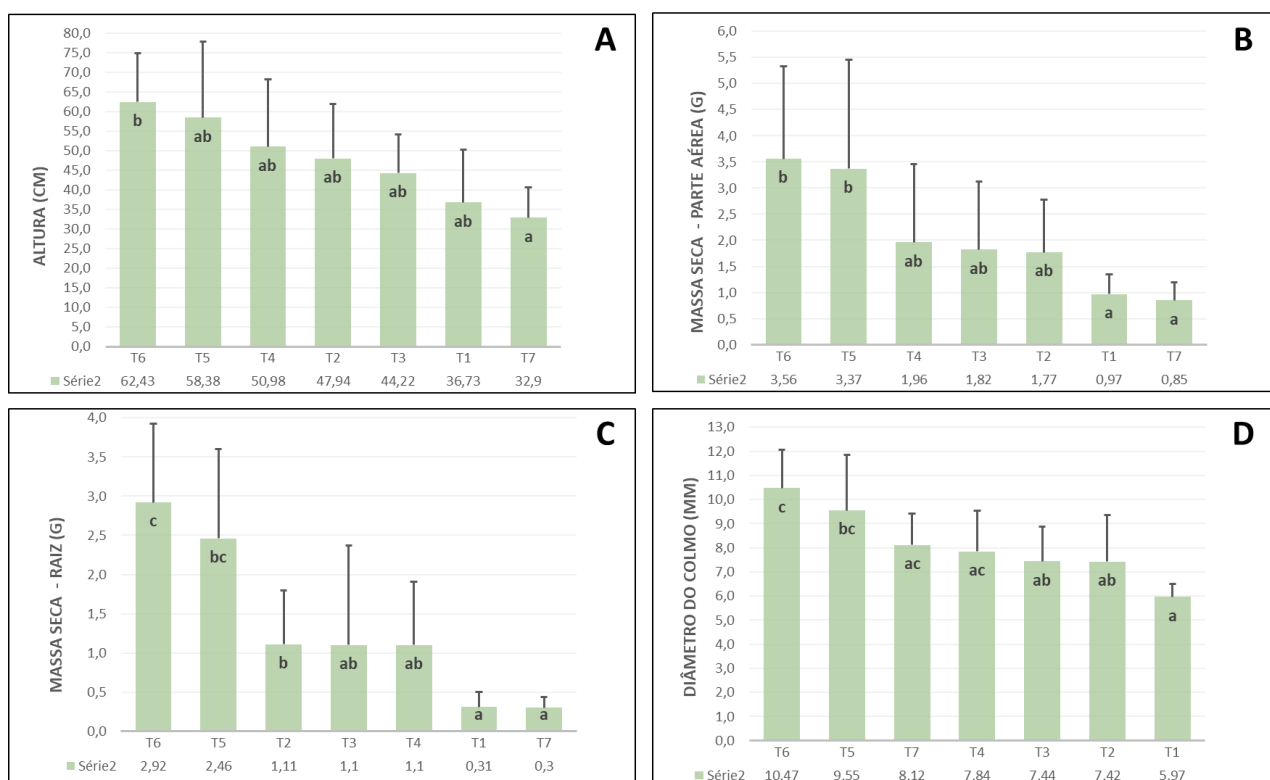 A
ALTURA (CM)
80,0
75,0
70,0
65,0
60,0
55,0
50,0
45,0
40,0
35,0
30,0
25,0
20,0
15,0
10,0
5,0
0,0
b ab ab ab ab ab a
T6 T5 T4 T2 T3 T1 T7
Série2 62,43 58,38 50,98 47,94 44,22 36,73 32,9
B
MASSA SECA - PARTE AÉREA (G)
6,0
5,5
5,0
4,5
4,0
3,5
3,0
2,5
2,0
1,5
1,0
0,5
0,0
b b ab ab ab a a
T6 T5 T4 T3 T2 T1 T7
Série2 3,56 3,37 1,96 1,82 1,77 0,97 0,85
C
MASSA SECA - RAIZ (G)
4,0
3,5
3,0
2,5
2,0
1,5
1,0
0,5
0,0
c bc b ab ab a a
T6 T5 T2 T3 T4 T1 T7
Série2 2,92 2,46 1,11 1,1 1,1 0,31 0,3
D
DIÂMETRO DO COLMO (MM)
13,0
12,0
11,0
10,0
9,0
8,0
7,0
6,0
5,0
4,0
3,0
2,0
1,0
0,0
c bc ac ac ab ab a
T6 T5 T7 T4 T3 T2 T1
Série2 10,47 9,55 8,12 7,84 7,44 7,42 5,97